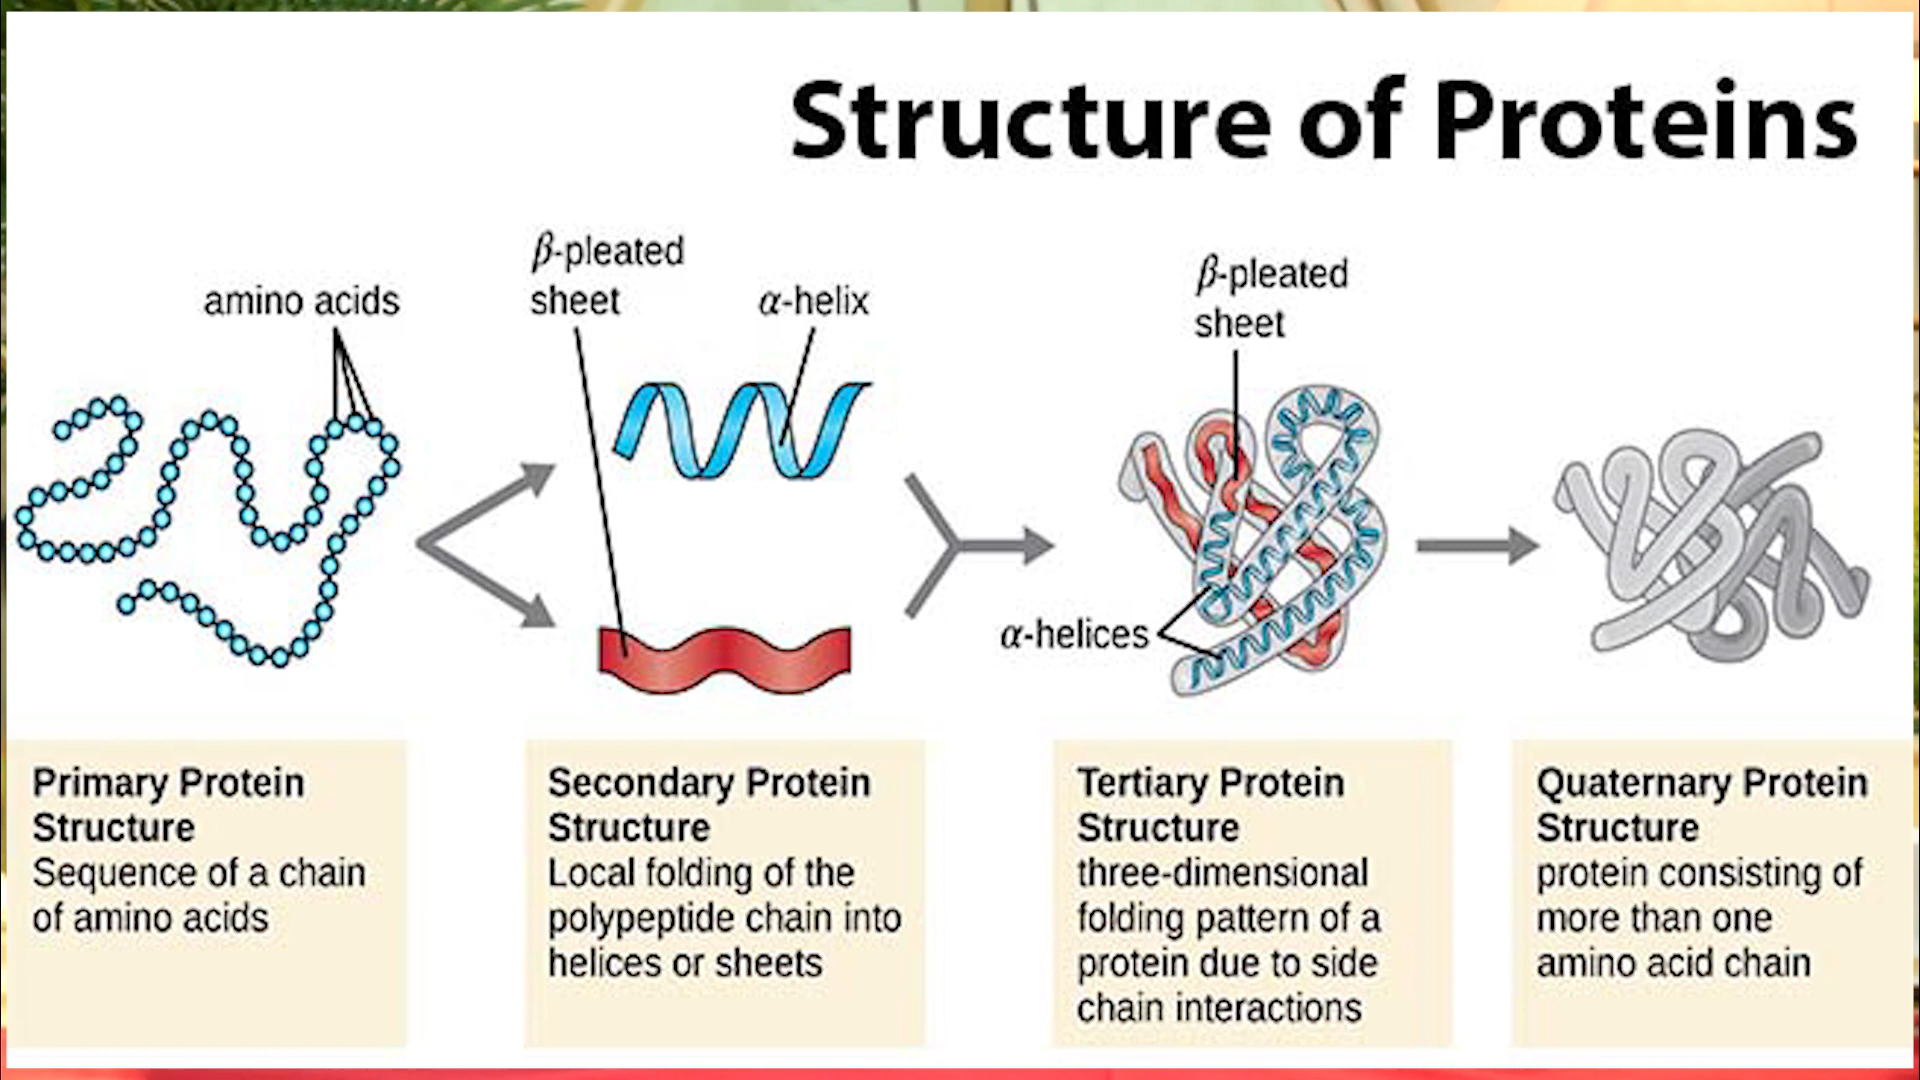 Structure of Proteins
amino acids
β-pleated
sheet
α-helix
β-pleated
sheet
α-helices
Primary Protein
Structure
Sequence of a chain
of amino acids
Secondary Protein
Structure
Local folding of the
polypeptide chain into
helices or sheets
Tertiary Protein
Structure
three-dimensional
folding pattern of a
protein due to side
chain interactions
Quaternary Protein
Structure
protein consisting of
more than one
amino acid chain